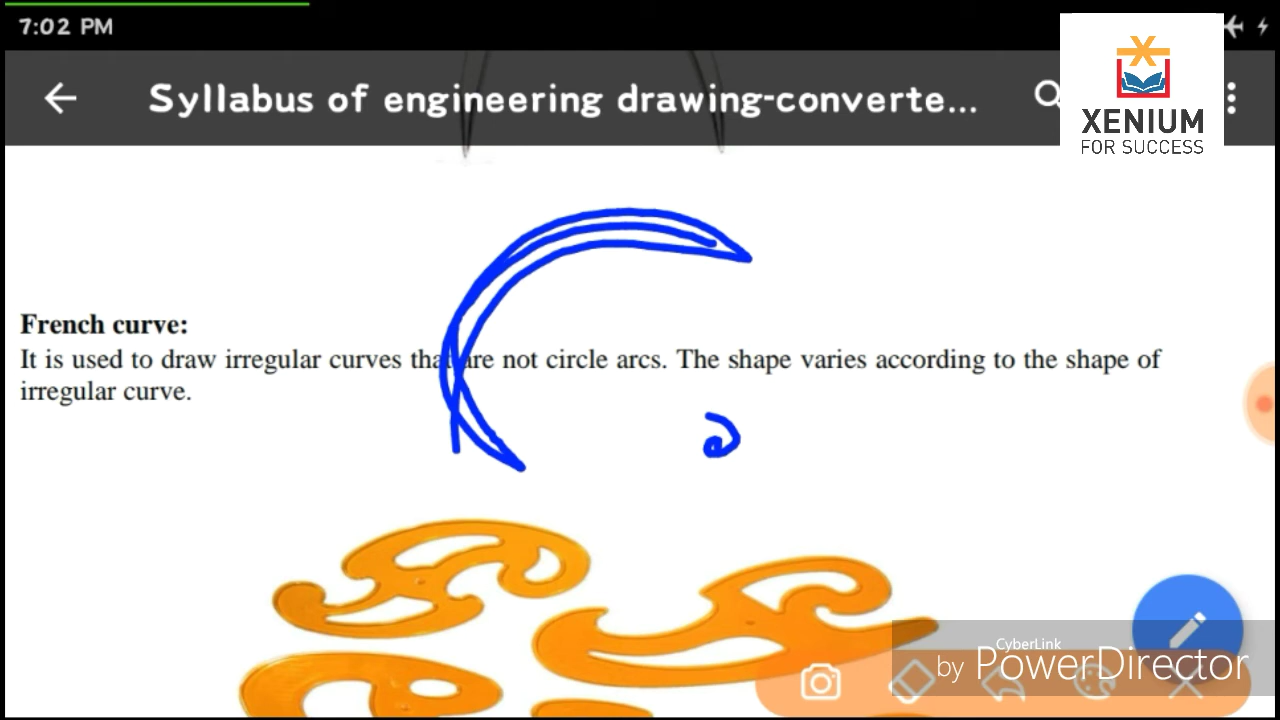 7:02 PM
Syllabus of engineering drawing-converte...
XENIUM
FOR SUCCESS
French curve:
It is used to draw irregular curves that are not circle arcs. The shape varies according to the shape of
irregular curve.
CyberLink
by PowerDirector